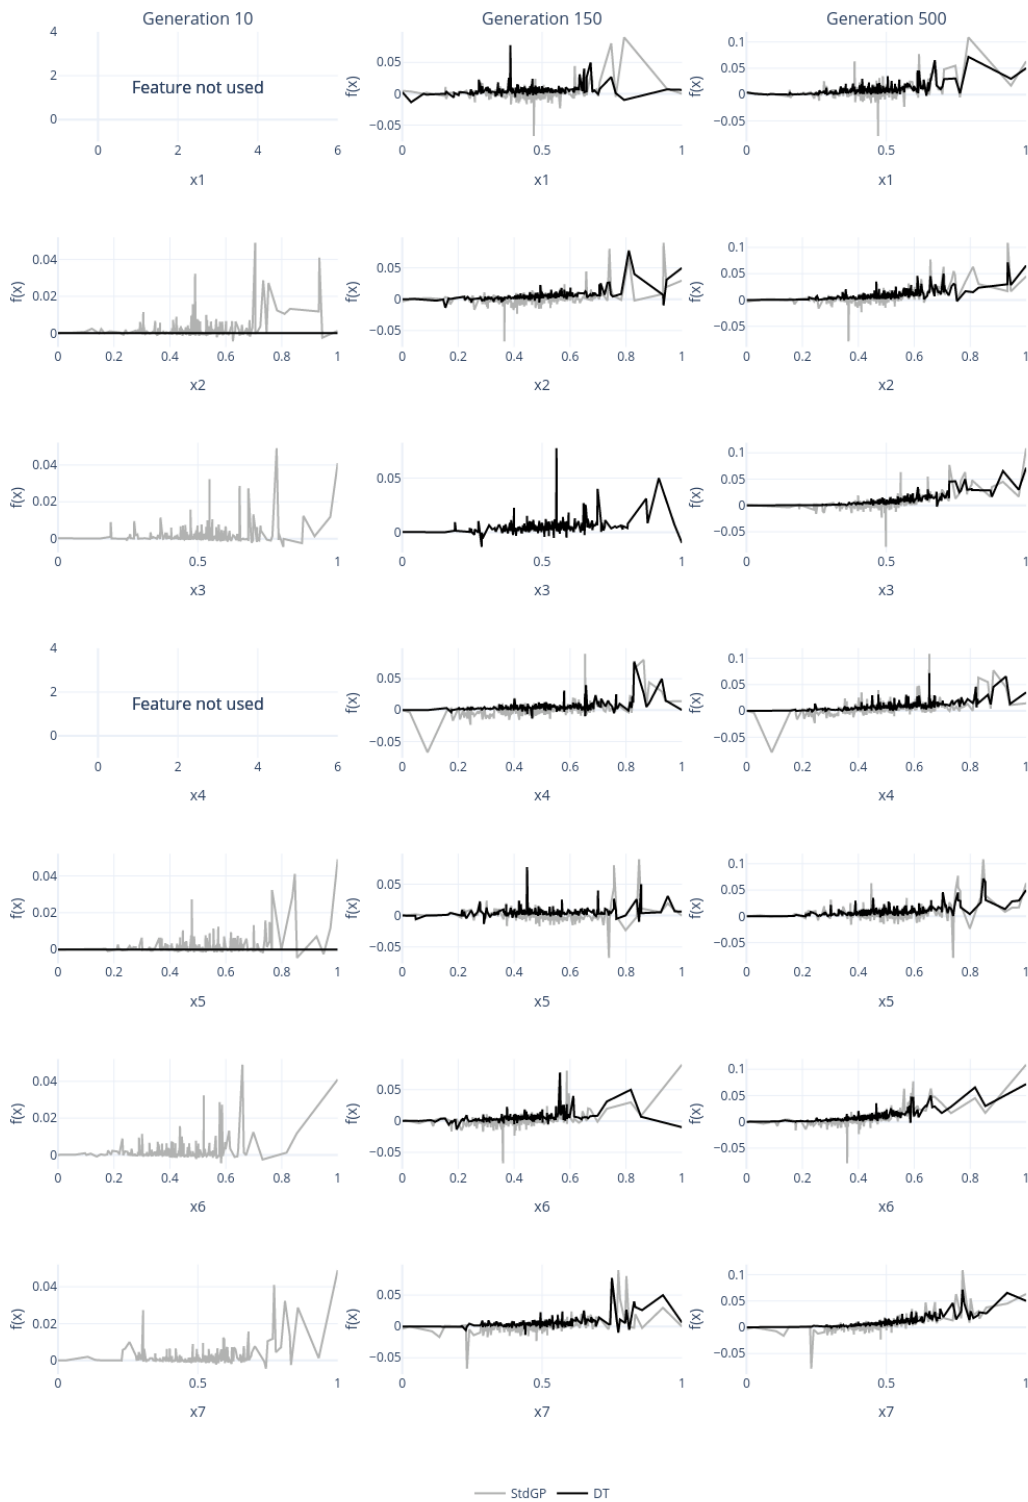 Generation 10
Generation 150
Generation 500
4
2
0
Feature not used
0 2 4 6
x1
f(x)
0.05
0
−0.05
0 0.5 1
x1
f(x)
0.1
0.05
0
−0.05
0 0.5 1
x1
f(x)
0.04
0.02
0
0 0.2 0.4 0.6 0.8 1
x2
f(x)
0.05
0
−0.05
0 0.2 0.4 0.6 0.8 1
x2
f(x)
0.1
0.05
0
−0.05
0 0.2 0.4 0.6 0.8 1
x2
f(x)
0.04
0.02
0
0 0.5 1
x3
f(x)
0.05
0
0 0.5 1
x3
f(x)
0.1
0.05
0
−0.05
0 0.5 1
x3
4
2
0
Feature not used
0 2 4 6
x4
f(x)
0.05
0
−0.05
0 0.2 0.4 0.6 0.8 1
x4
f(x)
0.1
0.05
0
−0.05
0 0.2 0.4 0.6 0.8 1
x4
f(x)
0.04
0.02
0
0 0.2 0.4 0.6 0.8 1
x5
f(x)
0.05
0
−0.05
0 0.2 0.4 0.6 0.8 1
x5
f(x)
0.1
0.05
0
−0.05
0 0.2 0.4 0.6 0.8 1
x5
f(x)
0.04
0.02
0
0 0.2 0.4 0.6 0.8 1
x6
f(x)
0.05
0
−0.05
0 0.2 0.4 0.6 0.8 1
x6
f(x)
0.1
0.05
0
−0.05
0 0.2 0.4 0.6 0.8 1
x6
f(x)
0.04
0.02
0
0 0.5 1
x7
f(x)
0.05
0
−0.05
0 0.5 1
x7
f(x)
0.1
0.05
0
−0.05
0 0.5 1
x7
StdGP DT